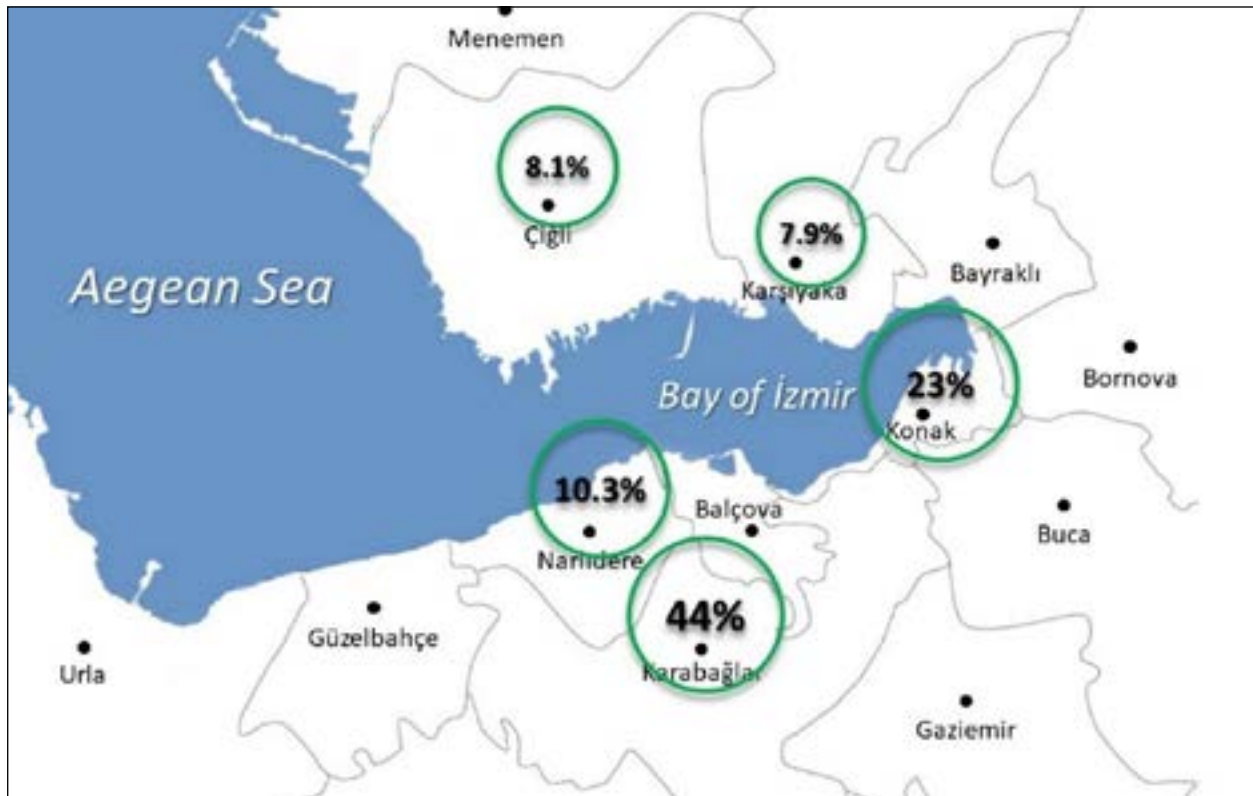 Menemen
8.1%
Çiğli
7.9%
Karşıyaka
Bayraklı
Aegean Sea
Bay of İzmir
23%
Konak
Bornova
10.3%
Narlıdere
Balçova
Buca
44%
Karabağlar
Güzelbahçe
Urla
Gaziemir